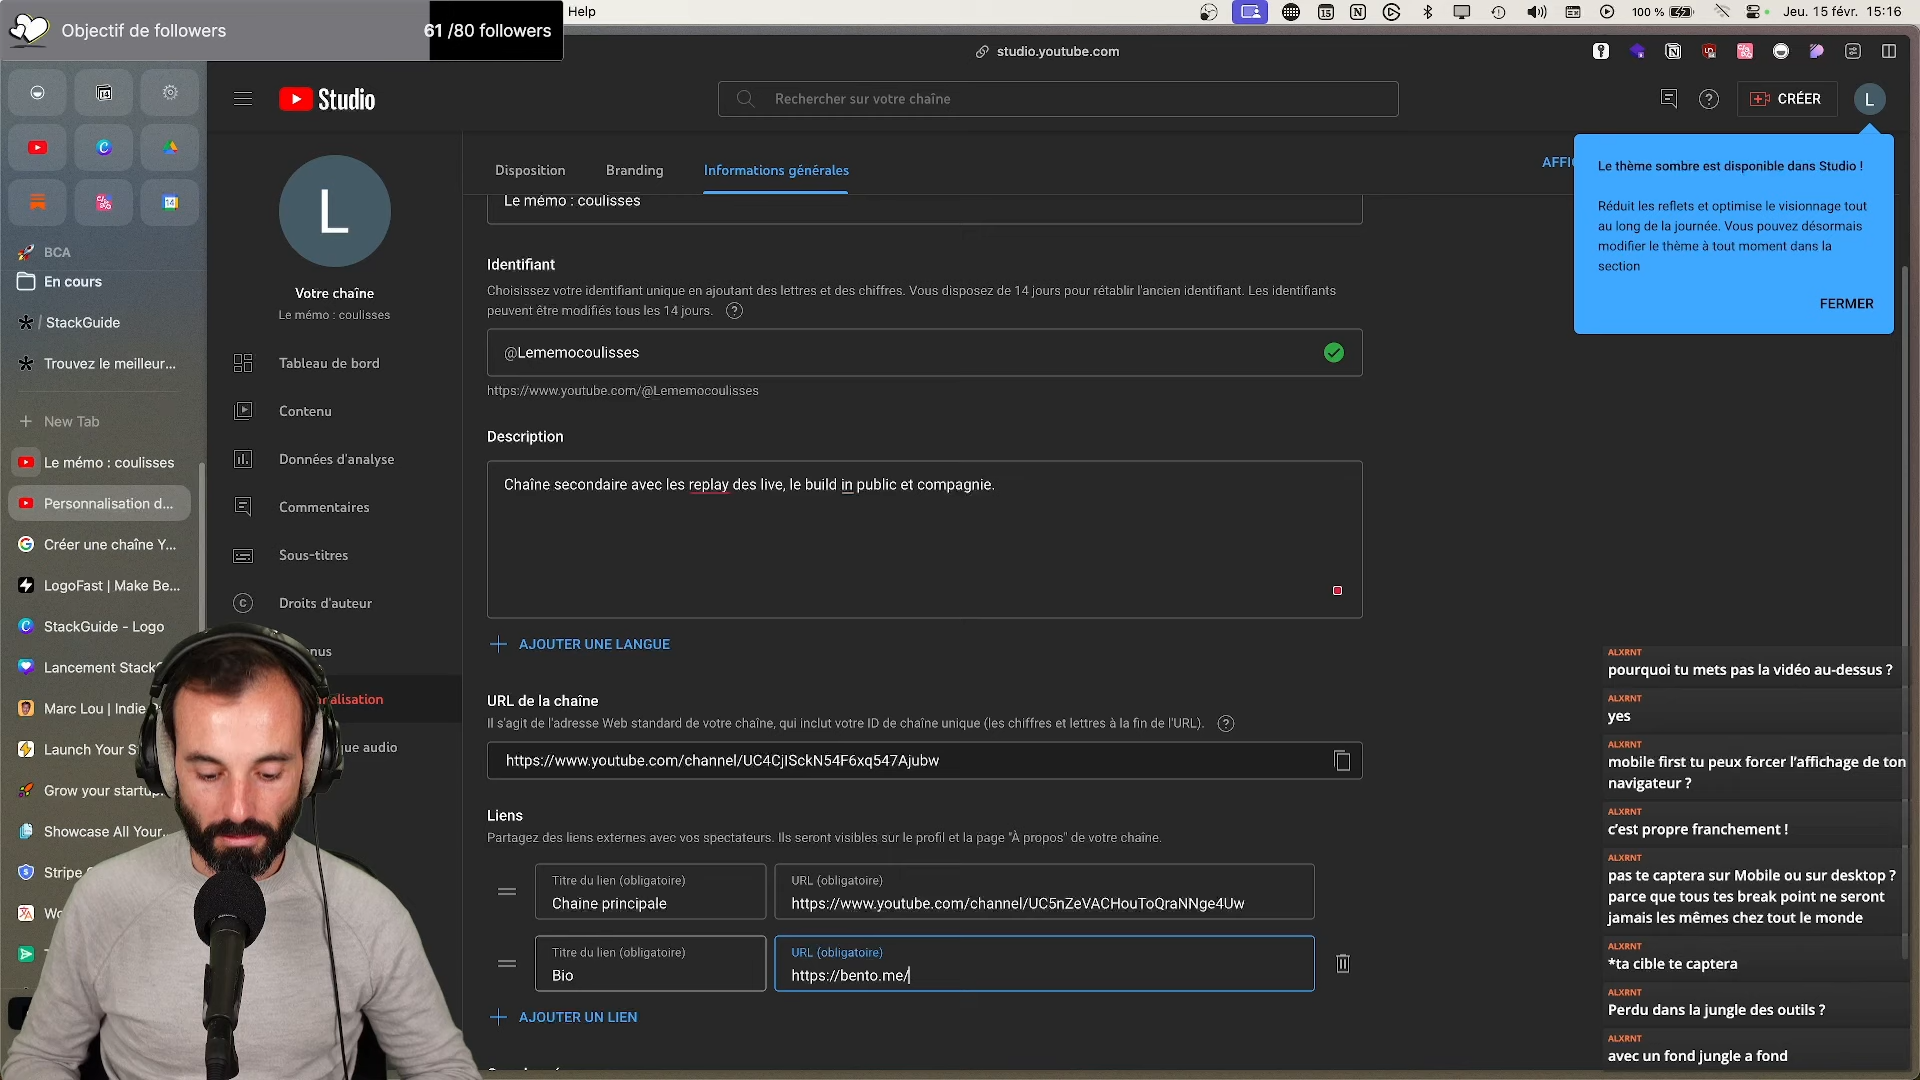 Objectif de followers
61 /80 followers
Help
15
100 %
Jeu. 15 févr. 15:16
studio.youtube.com
Studio
Rechercher sur votre chaîne
CRÉER
L
14
14
BCA
En cours
/ StackGuide
Trouvez le meilleur...
New Tab
Le mémo : coulisses
Personnalisation d...
Créer une chaîne Y...
LogoFast | Make Be...
StackGuide - Logo
Lancement Stack
Marc Lou | Indie
Launch Your S
Grow your startup
Showcase All Your
Stripe
L
Votre chaîne
Le mémo : coulisses
Tableau de bord
Contenu
Données d'analyse
Commentaires
Sous-titres
Droits d'auteur
nus
nalisation
que audio
Disposition
Branding
Informations générales
AFFI
Le thème sombre est disponible dans Studio !
Réduit les reflets et optimise le visionnage tout
au long de la journée. Vous pouvez désormais
modifier le thème à tout moment dans la
section
FERMER
Le mémo : coulisses
Identifiant
Choisissez votre identifiant unique en ajoutant des lettres et des chiffres. Vous disposez de 14 jours pour rétablir l'ancien identifiant. Les identifiants
peuvent être modifiés tous les 14 jours.
@Lememocoulisses
https://www.youtube.com/@Lememocoulisses
Description
Chaîne secondaire avec les replay des live, le build in public et compagnie.
AJOUTER UNE LANGUE
URL de la chaîne
Il s'agit de l'adresse Web standard de votre chaîne, qui inclut votre ID de chaîne unique (les chiffres et lettres à la fin de l'URL).
https://www.youtube.com/channel/UC4CjISckN54F6xq547Ajubw
Liens
Partagez des liens externes avec vos spectateurs. Ils seront visibles sur le profil et la page "À propos" de votre chaîne.
Titre du lien (obligatoire)
Chaine principale
URL (obligatoire)
https://www.youtube.com/channel/UC5nZeVACHouToQraNNge4Uw
Titre du lien (obligatoire)
Bio
URL (obligatoire)
https://bento.me/
AJOUTER UN LIEN
ALXRNT
pourquoi tu mets pas la vidéo au-dessus ?
ALXRNT
yes
ALXRNT
mobile first tu peux forcer l'affichage de ton
navigateur ?
ALXRNT
c'est propre franchement !
ALXRNT
pas te captera sur Mobile ou sur desktop ?
parce que tous tes break point ne seront
jamais les mêmes chez tout le monde
ALXRNT
*ta cible te captera
ALXRNT
Perdu dans la jungle des outils ?
ALXRNT
avec un fond jungle a fond